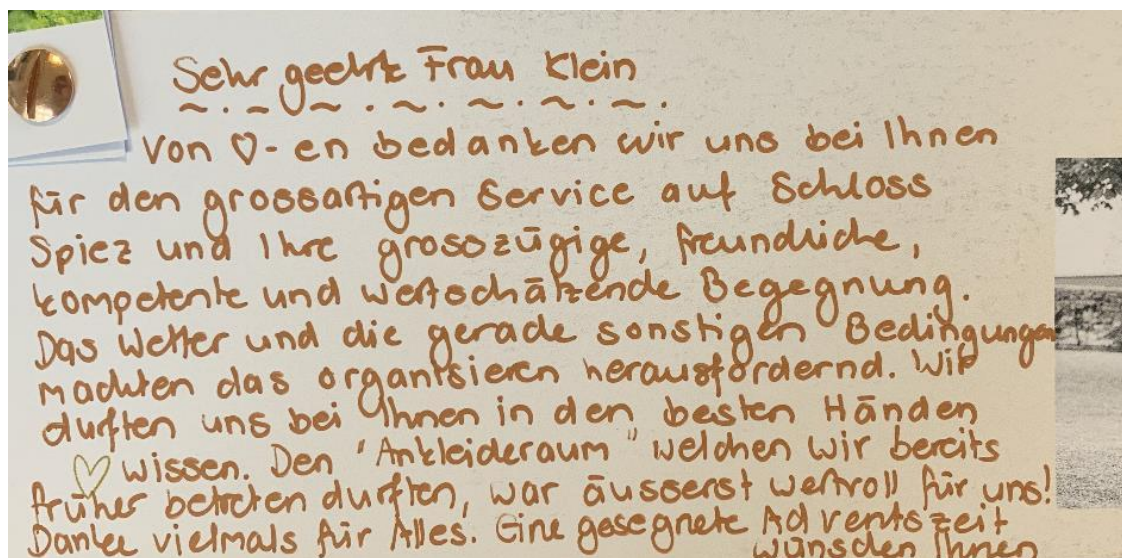 Sehr geehrte Frau Klein
Von ♡-en bedanken wir uns bei Ihnen
für den grossartigen Service auf Schloss
Spiez und Ihre grosszügige, freundliche,
kompetente und wertschätzende Begegnung.
Das Wetter und die gerade sonstigen Bedingungen
machten das organisieren herausfordernd. Wir
durften uns bei Ihnen in den besten Händen
♡ wissen. Den "Ankleideraum" welchen wir bereits
früher betreten durften, war äusserst wertvoll für uns!
Danke vielmals für Alles. Eine gesegnete Adventszeit
wünschen Ihnen